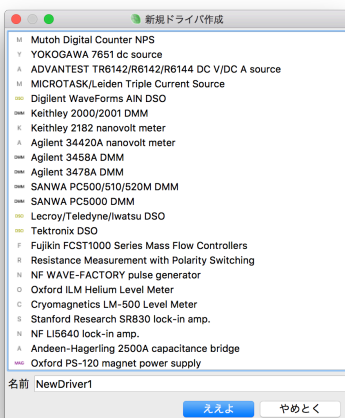 新規ドライバ作成
M Mutoh Digital Counter NPS
Y YOKOGAWA 7651 dc source
A ADVANTEST TR6142/R6142/R6144 DC V/DC A source
M MICROTASK/Leiden Triple Current Source
DSO Digilent WaveForms AIN DSO
DMM Keithley 2000/2001 DMM
K Keithley 2182 nanovolt meter
A Agilent 34420A nanovolt meter
DMM Agilent 3458A DMM
DMM Agilent 3478A DMM
DMM SANWA PC500/510/520M DMM
DMM SANWA PC5000 DMM
DSO Lecroy/Teledyne/Iwatsu DSO
DSO Tektronix DSO
F Fujikin FCST1000 Series Mass Flow Controllers
R Resistance Measurement with Polarity Switching
N NF WAVE-FACTORY pulse generator
O Oxford ILM Helium Level Meter
C Cryomagnetics LM-500 Level Meter
S Stanford Research SR830 lock-in amp.
N NF LI5640 lock-in amp.
A Andeen-Hagerling 2500A capacitance bridge
MAG Oxford PS-120 magnet power supply
名前 NewDriver1
ええよ やめとく